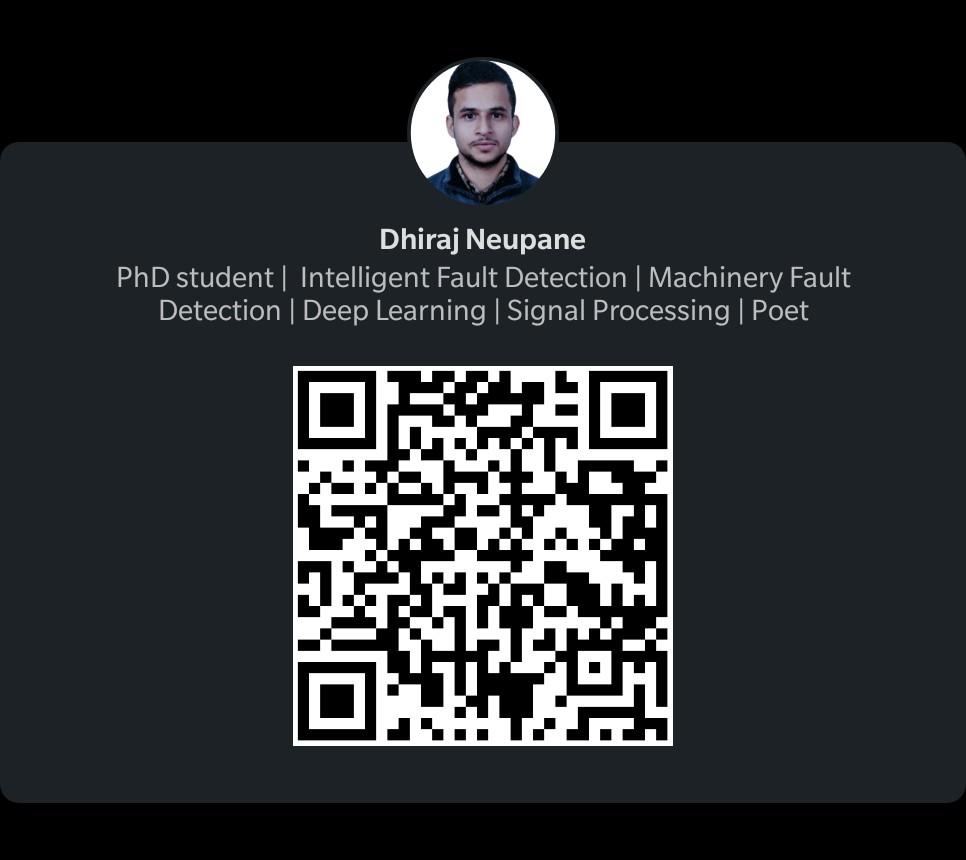 Dhiraj Neupane
PhD student |  Intelligent Fault Detection | Machinery Fault
Detection | Deep Learning | Signal Processing | Poet